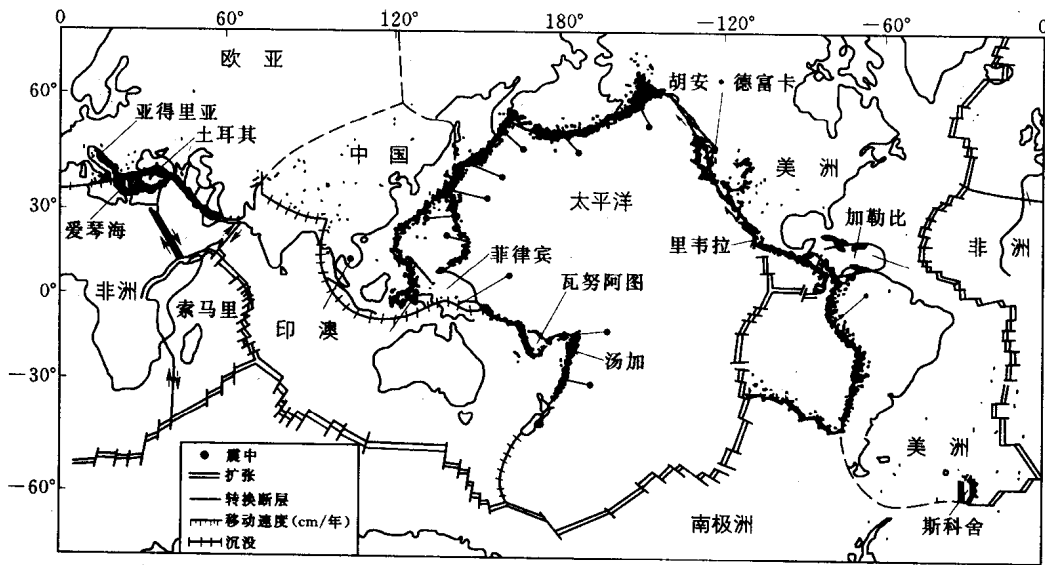 0 60° 120° 180° −60° 0
欧 亚
60°
胡安·德富卡
亚得里亚
土耳其
中 国
美 洲
太平洋
30°
爱琴海
加勒比
里韦拉
非 洲
菲律宾
瓦努阿图
0°
非洲
索马里
印 澳
汤加
−30°
美 洲
震中
扩张
转换断层
移动速度(cm/年)
沉没
−60°
南极洲
斯科舍